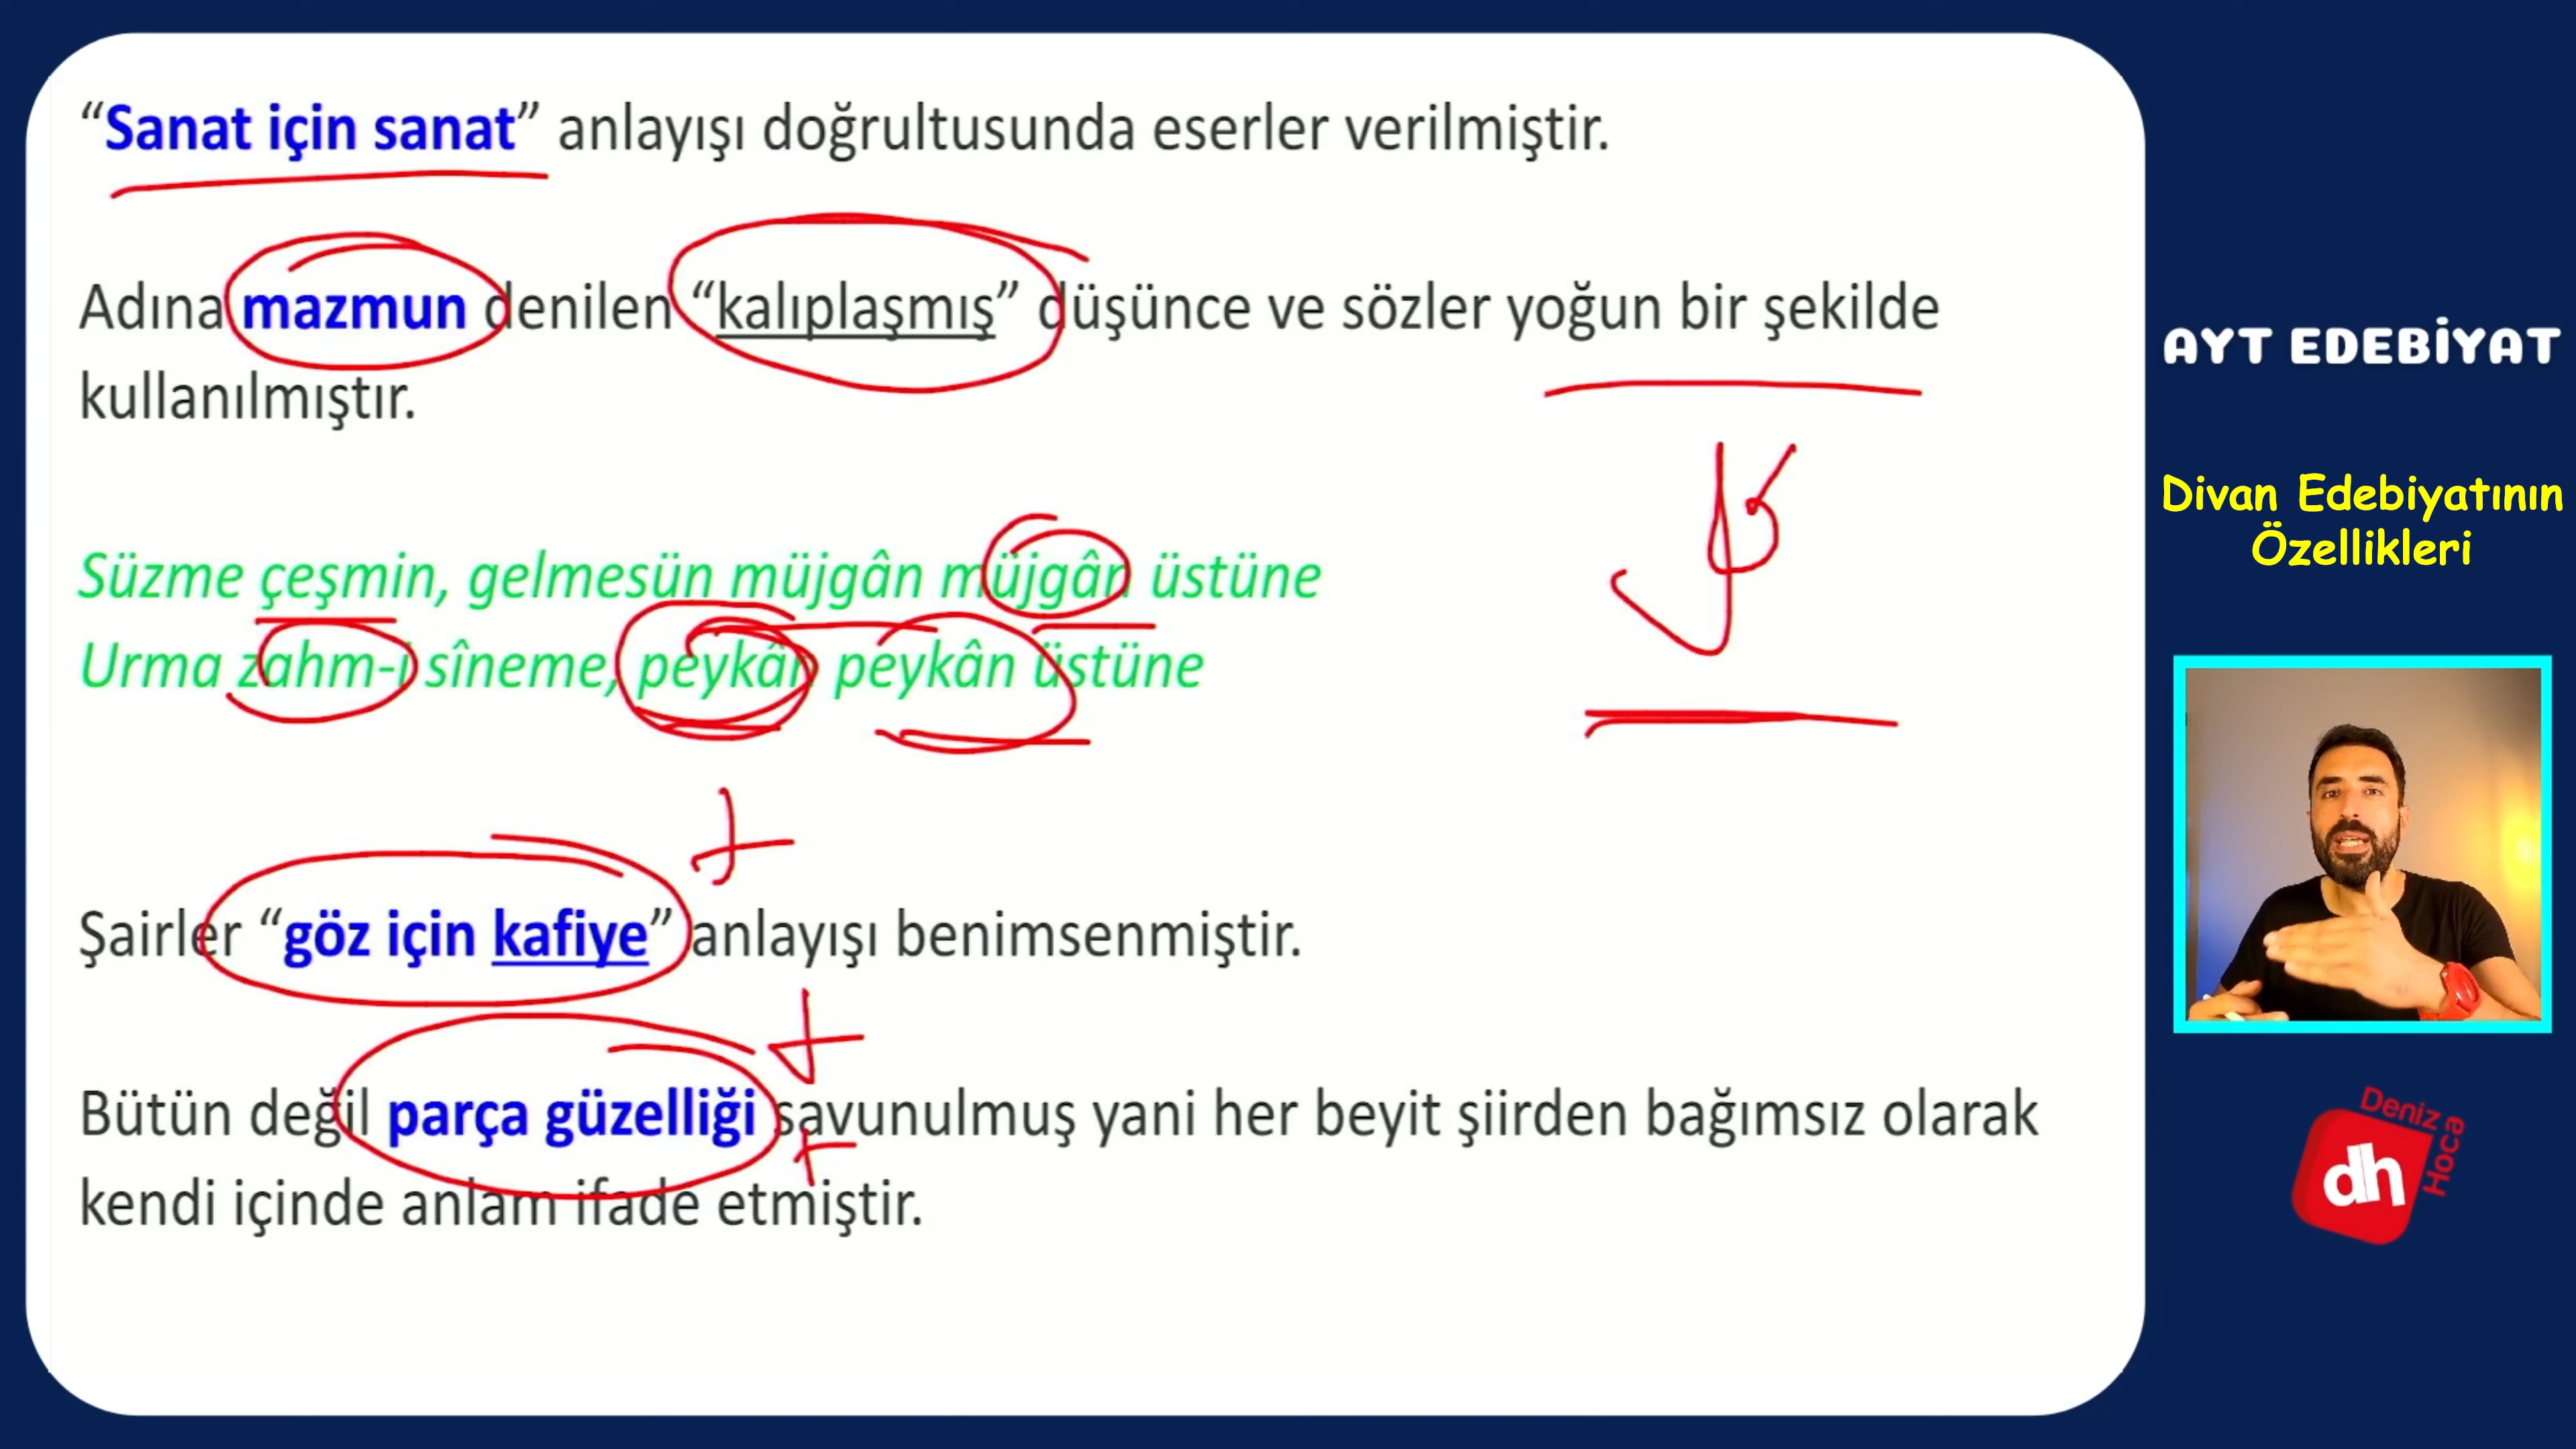 “Sanat için sanat” anlayışı doğrultusunda eserler verilmiştir.
Adına mazmun denilen “kalıplaşmış” düşünce ve sözler yoğun bir şekilde
kullanılmıştır.
Süzme çeşmin, gelmesün müjgân müjgân üstüne
Urma zahm-i sîneme, peykân peykân üstüne
Şairler “göz için kafiye” anlayışı benimsenmiştir.
Bütün değil parça güzelliği savunulmuş yani her beyit şiirden bağımsız olarak
kendi içinde anlam ifade etmiştir.
AYT EDEBİYAT
Divan Edebiyatının
Özellikleri
Deniz
Hoca
dh